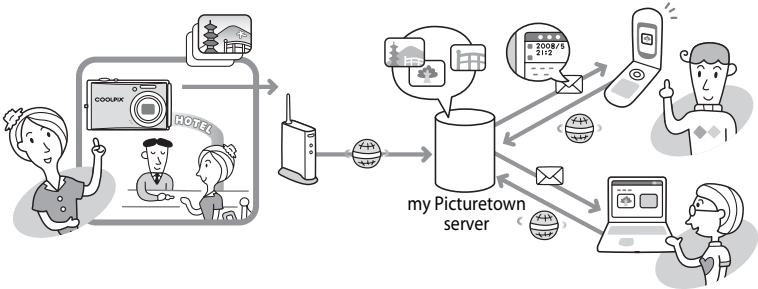 COOLPIX
HOTEL
2008/5
21:2
my Picturetown
server